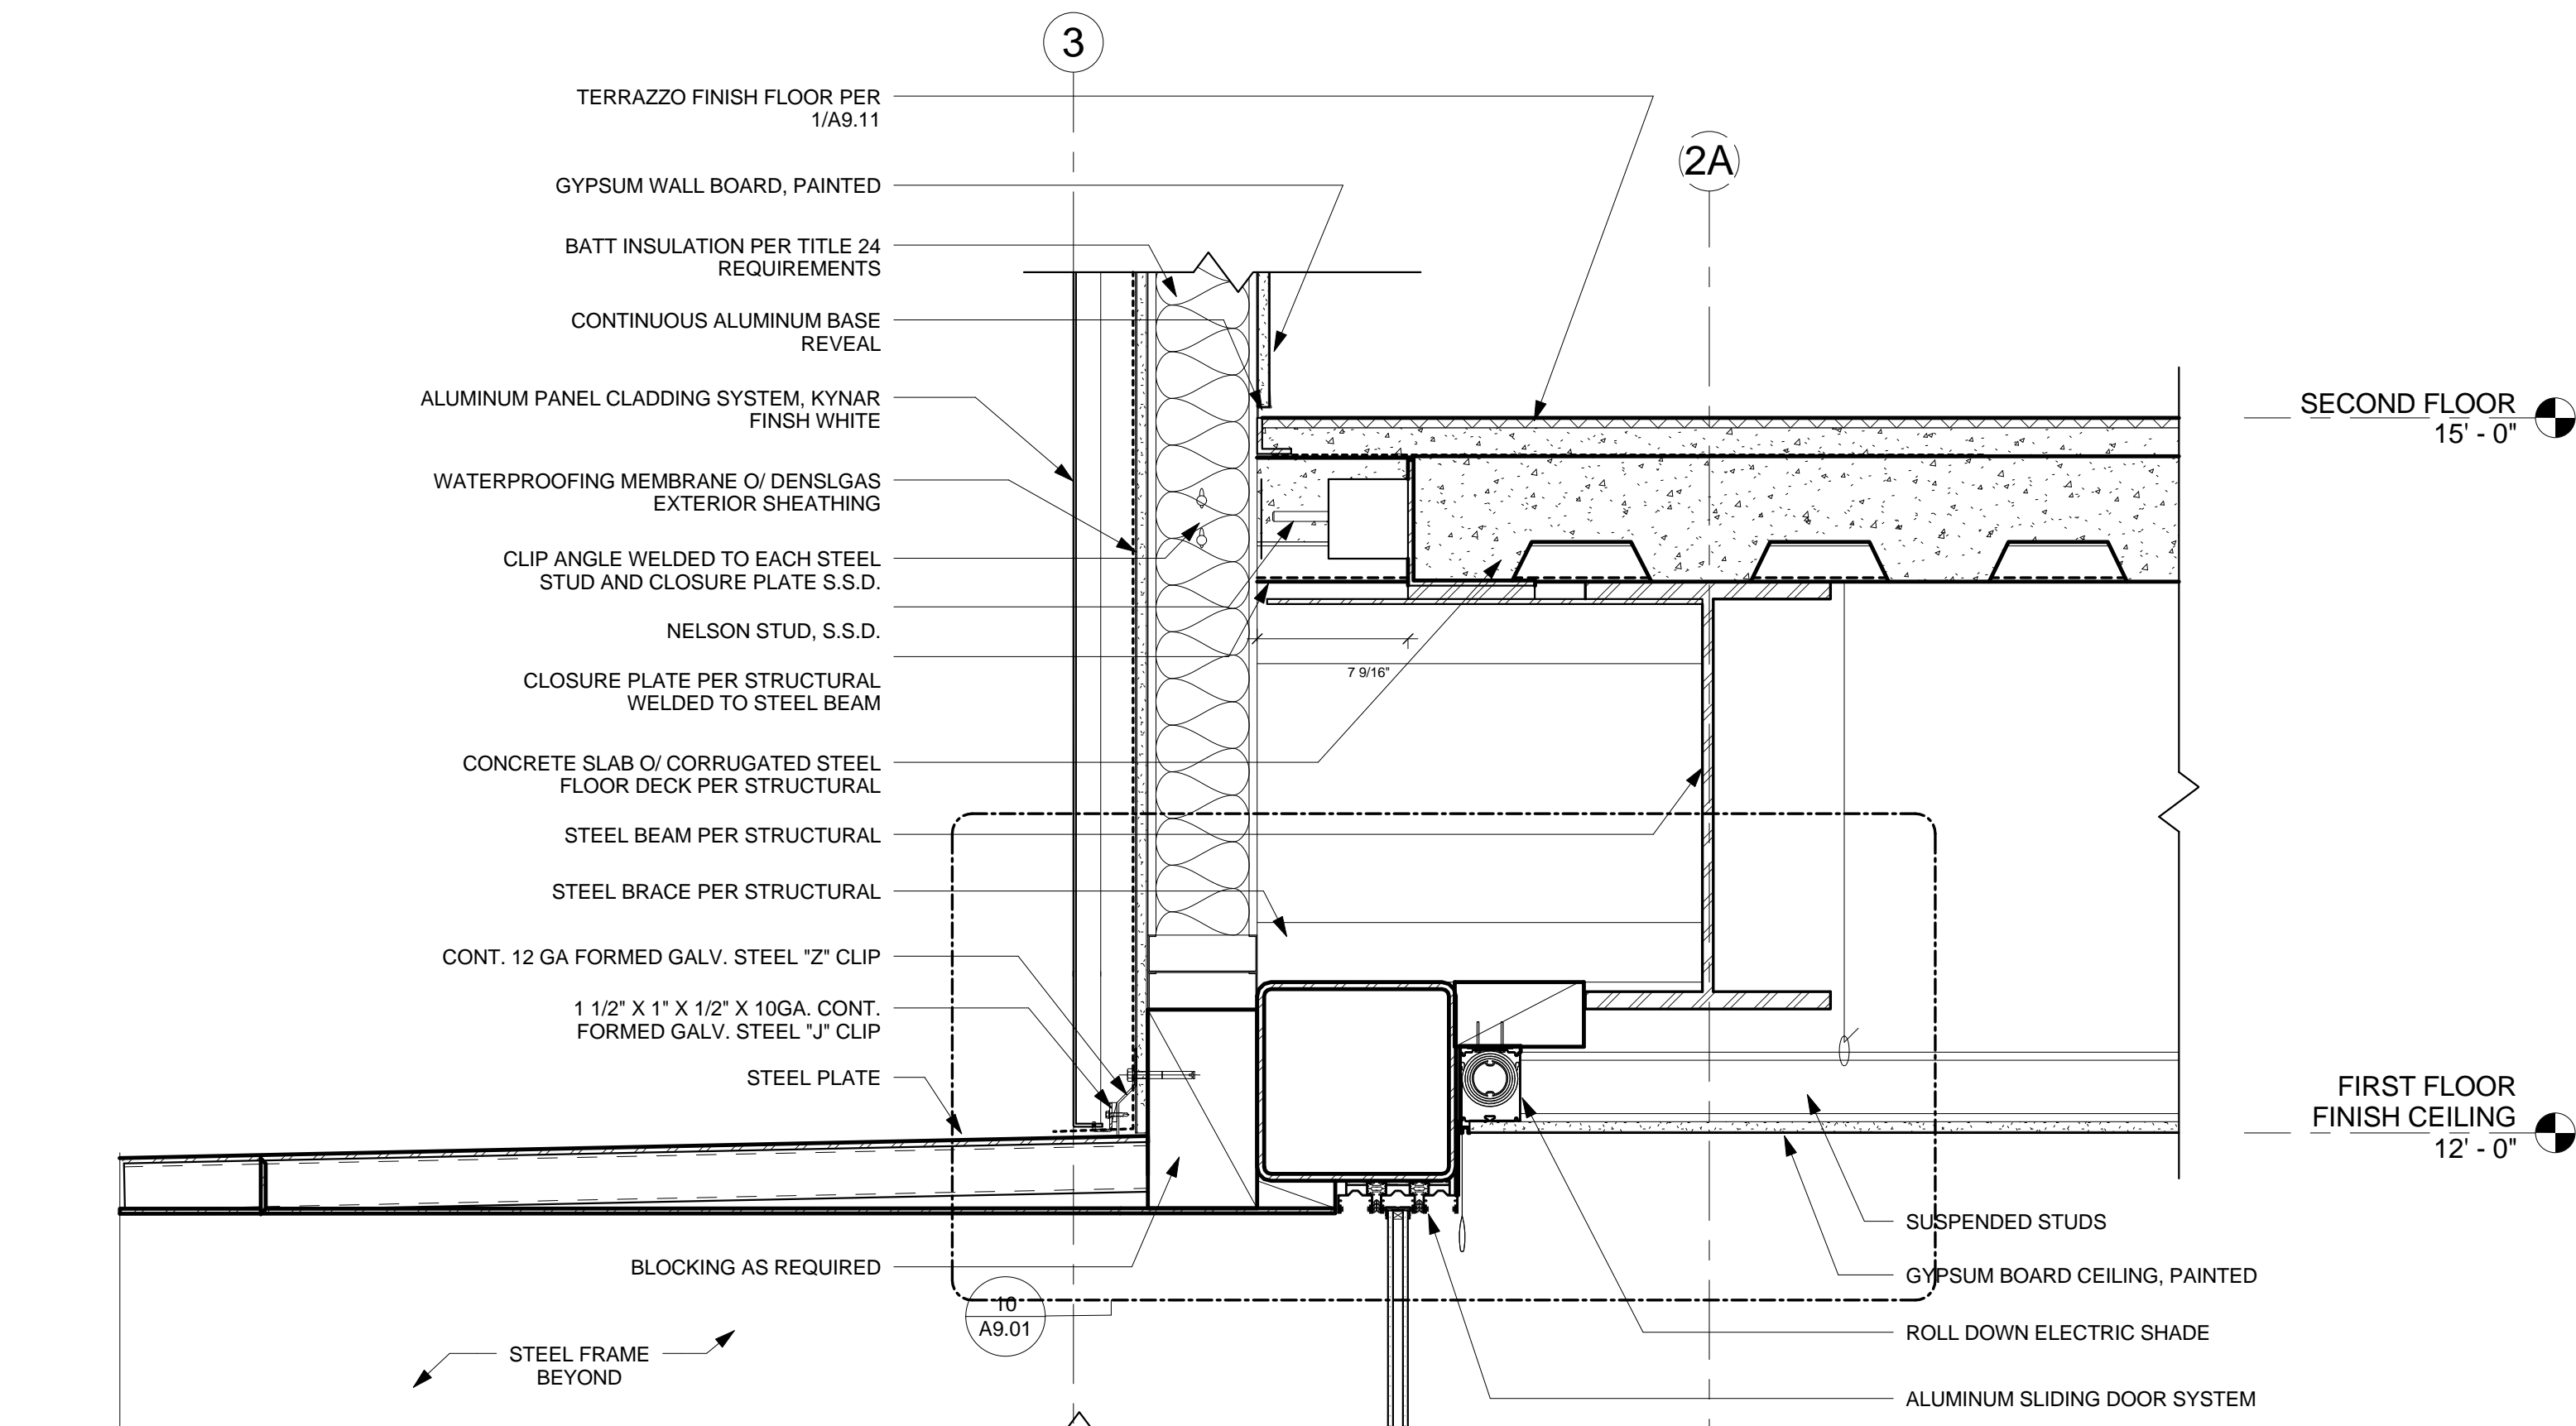 3
TERRAZZO FINISH FLOOR PER
1/A9.11
2A
GYPSUM WALL BOARD, PAINTED
BATT INSULATION PER TITLE 24
REQUIREMENTS
CONTINUOUS ALUMINUM BASE
REVEAL
ALUMINUM PANEL CLADDING SYSTEM, KYNAR
FINSH WHITE
SECOND FLOOR
15' - 0"
WATERPROOFING MEMBRANE O/ DENSLGAS
EXTERIOR SHEATHING
CLIP ANGLE WELDED TO EACH STEEL
STUD AND CLOSURE PLATE S.S.D.
NELSON STUD, S.S.D.
7 9/16"
CLOSURE PLATE PER STRUCTURAL
WELDED TO STEEL BEAM
CONCRETE SLAB O/ CORRUGATED STEEL
FLOOR DECK PER STRUCTURAL
STEEL BEAM PER STRUCTURAL
STEEL BRACE PER STRUCTURAL
CONT. 12 GA FORMED GALV. STEEL "Z" CLIP
1 1/2" X 1" X 1/2" X 10GA. CONT.
FORMED GALV. STEEL "J" CLIP
STEEL PLATE
FIRST FLOOR
FINISH CEILING
12' - 0"
BLOCKING AS REQUIRED
10
A9.01
STEEL FRAME
BEYOND
SUSPENDED STUDS
GYPSUM BOARD CEILING, PAINTED
ROLL DOWN ELECTRIC SHADE
ALUMINUM SLIDING DOOR SYSTEM